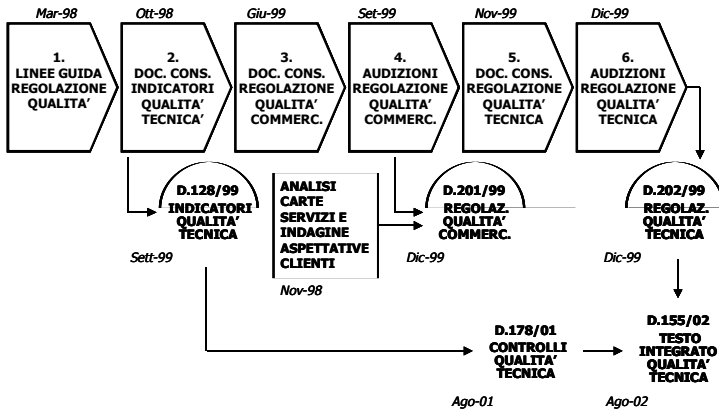 Mar-98
Ott-98
Giu-99
Set-99
Nov-99
Dic-99
1.
LINEE GUIDA
REGOLAZIONE
QUALITA’
2.
DOC. CONS.
INDICATORI
QUALITA’
TECNICA’
3.
DOC. CONS.
REGOLAZIONE
QUALITA’
COMMERC.
4.
AUDIZIONI
REGOLAZIONE
QUALITA’
COMMERC.
5.
DOC. CONS.
REGOLAZIONE
QUALITA’
TECNICA
6.
AUDIZIONI
REGOLAZIONE
QUALITA’
TECNICA
D.128/99
INDICATORI
QUALITA’
TECNICA
Sett-99
ANALISI
CARTE
SERVIZI E
INDAGINE
ASPETTATIVE
CLIENTI
Nov-98
D.201/99
REGOLAZ.
QUALITA’
COMMERC.
Dic-99
D.202/99
REGOLAZ.
QUALITA’
TECNICA
Dic-99
D.178/01
CONTROLLI
QUALITA’
TECNICA
Ago-01
D.155/02
TESTO
INTEGRATO
QUALITA’
TECNICA
Ago-02